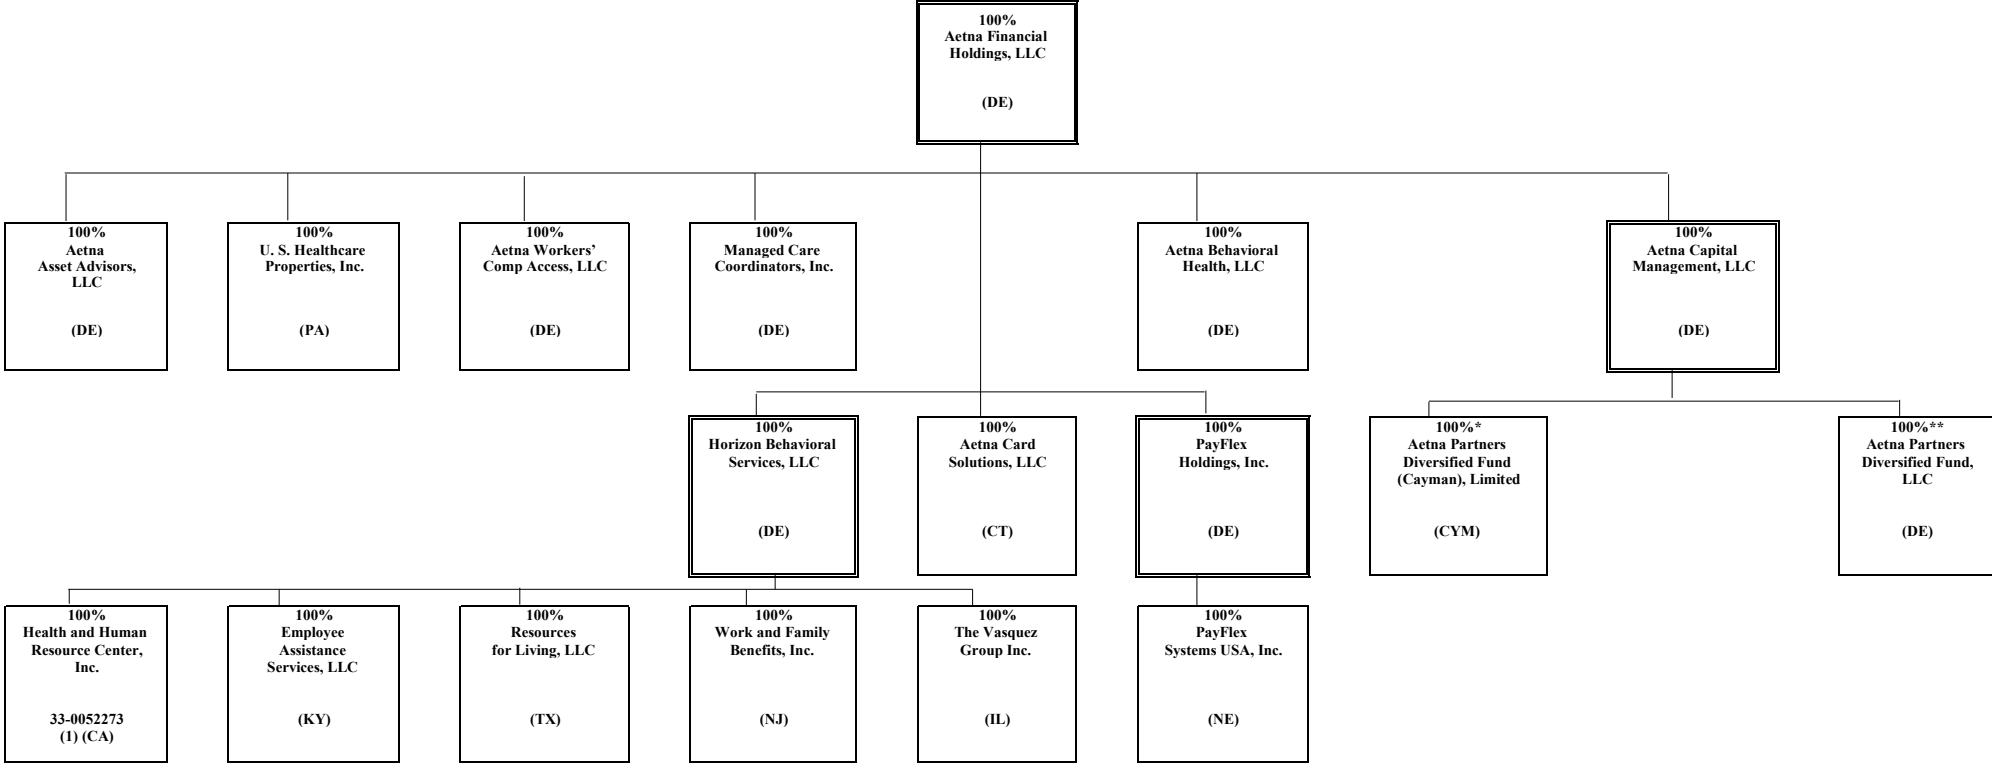 100%
Aetna Financial
Holdings, LLC
(DE)
100%
Aetna
Asset Advisors,
LLC
(DE)
100%
U. S. Healthcare
Properties, Inc.
(PA)
100%
Aetna Workers’
Comp Access, LLC
(DE)
100%
Managed Care
Coordinators, Inc.
(DE)
100%
Aetna Behavioral
Health, LLC
(DE)
100%
Aetna Capital
Management, LLC
(DE)
100%
Horizon Behavioral
Services, LLC
(DE)
100%
Aetna Card
Solutions, LLC
(CT)
100%
PayFlex
Holdings, Inc.
(DE)
100%*
Aetna Partners
Diversified Fund
(Cayman), Limited
(CYM)
100%**
Aetna Partners
Diversified Fund,
LLC
(DE)
100%
Health and Human
Resource Center,
Inc.
33-0052273
(1) (CA)
100%
Employee
Assistance
Services, LLC
(KY)
100%
Resources
for Living, LLC
(TX)
100%
Work and Family
Benefits, Inc.
(NJ)
100%
The Vasquez
Group Inc.
(IL)
100%
PayFlex
Systems USA, Inc.
(NE)